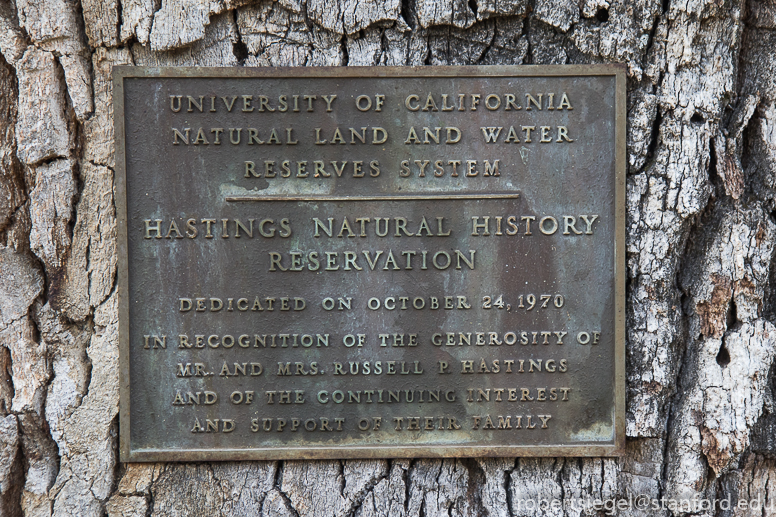 UNIVERSITY OF CALIFORNIA
NATURAL LAND AND WATER
RESERVES SYSTEM
HASTINGS NATURAL HISTORY
RESERVATION
DEDICATED ON OCTOBER 24, 1970
IN RECOGNITION OF THE GENEROSITY OF
MR. AND MRS. RUSSELL P. HASTINGS
AND OF THE CONTINUING INTEREST
AND SUPPORT OF THEIR FAMILY
robertsiegel@stanford.edu